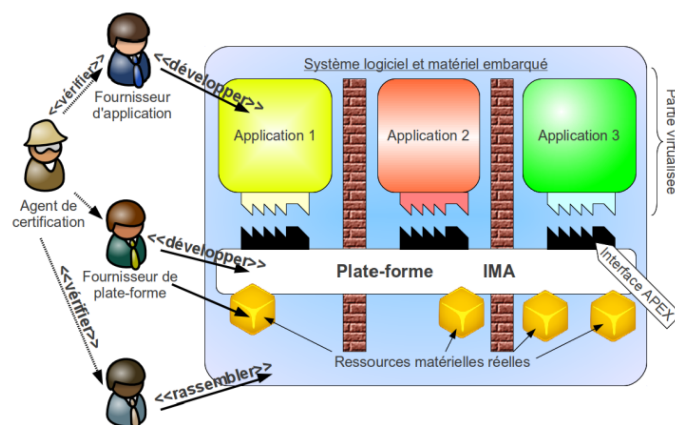 <<vérifier>>
<<développer>>
Fournisseur
d'application
Agent de
certification
<<développer>>
Fournisseur de
plate-forme
<<vérifier>>
<<rassembler>>
Système logiciel et matériel embarqué
Application 1
Application 2
Application 3
Partie virtualisée
Plate-forme IMA
Interface APEX
Ressources matérielles réelles